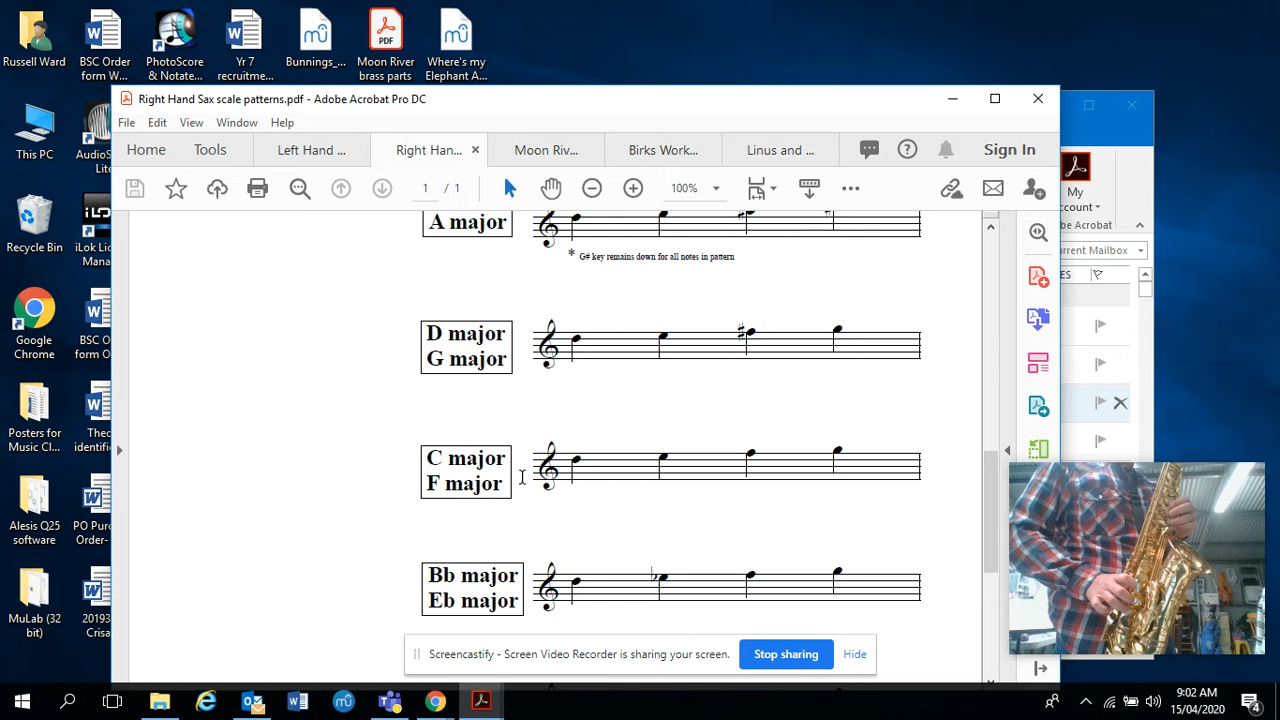 Russell Ward
BSC Order
form W...
PhotoScore
& Notate...
Yr 7
recruitme...
Bunnings_...
Moon River
brass parts
Where's my
Elephant A...
This PC
AudioS
Lite
Recycle Bin
iLok Lic
Mana
Google
Chrome
BSC O
form O
Posters for
Music Cl...
Theo
identifi
Alesis Q25
software
PO Purc
Order-
MuLab (32
bit)
20193
Crisa
Right Hand Sax scale patterns.pdf - Adobe Acrobat Pro DC
File Edit View Window Help
Home Tools Left Hand ... Right Han... Moon Riv... Birks Work... Linus and ... Sign In
1 / 1 100%
A major
* G# key remains down for all notes in pattern
D major
G major
C major
F major
Bb major
Eb major
My
ccount
be Acrobat
urrent Mailbox
ES
Screencastify - Screen Video Recorder is sharing your screen. Stop sharing Hide
9:02 AM
15/04/2020
4